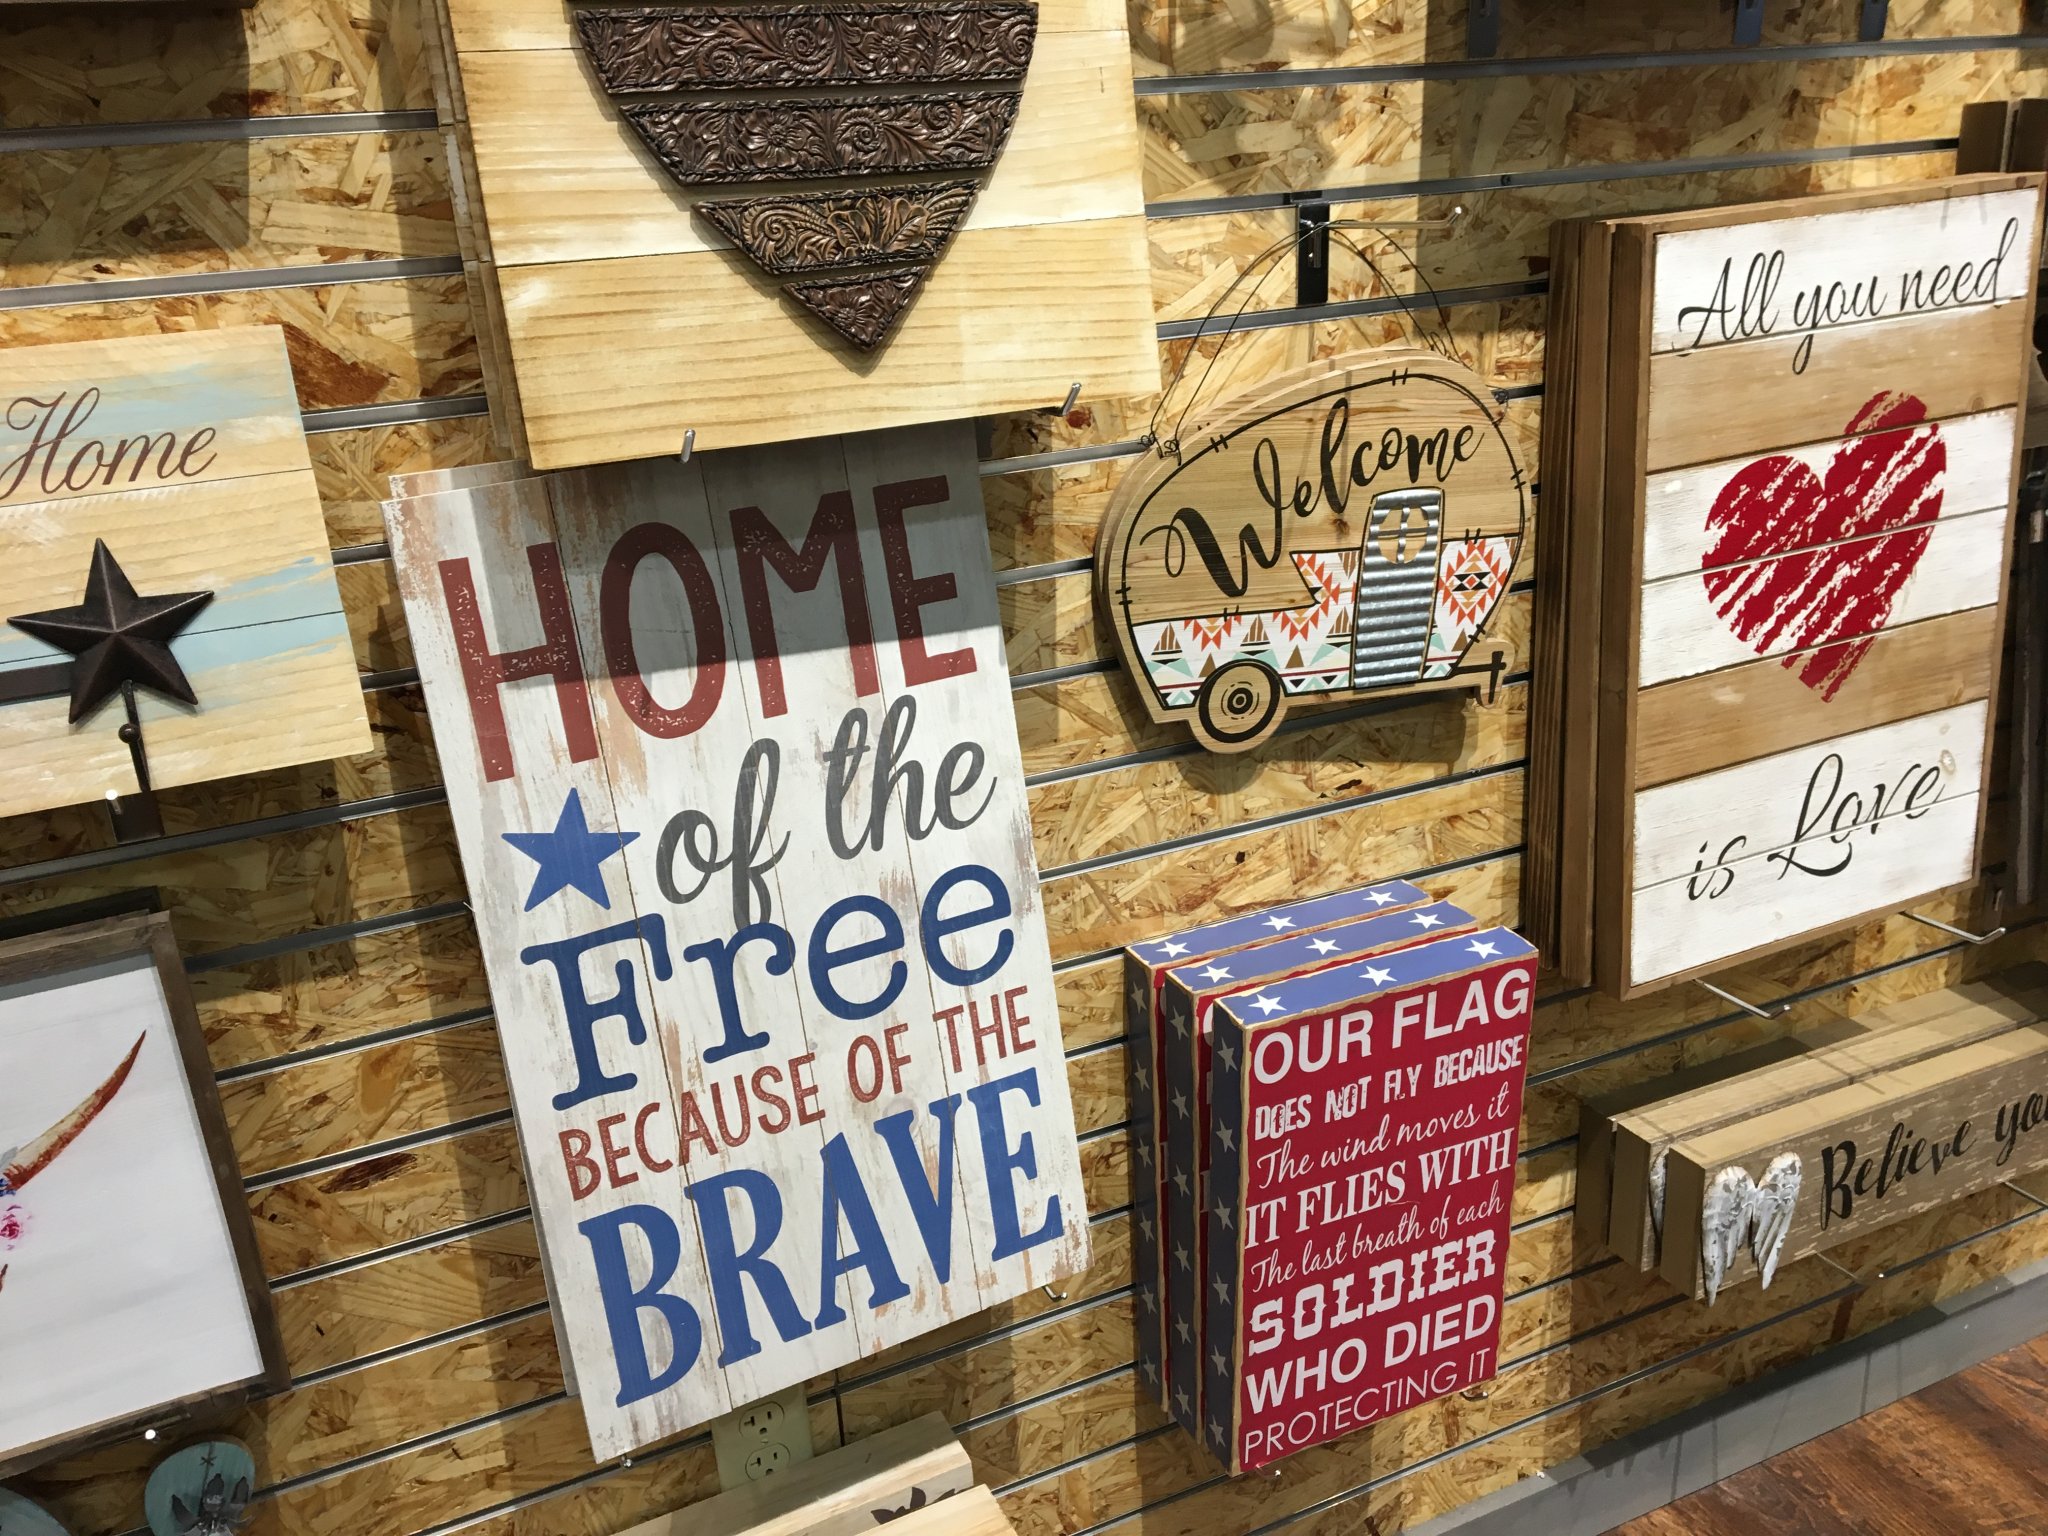 Home
HOME
of the
Free
BECAUSE OF THE
BRAVE
Welcome
All you need
is Love
OUR FLAG
DOES NOT FLY BECAUSE
The wind moves it
IT FLIES WITH
The last breath of each
SOLDIER
WHO DIED
PROTECTING IT
Believe you